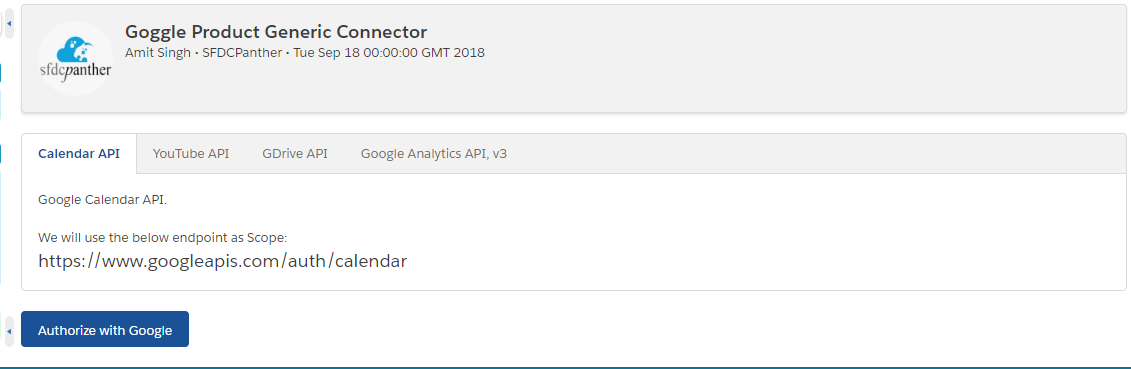 Goggle Product Generic Connector
Amit Singh • SFDCPanther • Tue Sep 18 00:00:00 GMT 2018
sfdcpanther
Calendar API YouTube API GDrive API Google Analytics API, v3
Google Calendar API.
We will use the below endpoint as Scope:
https://www.googleapis.com/auth/calendar
Authorize with Google